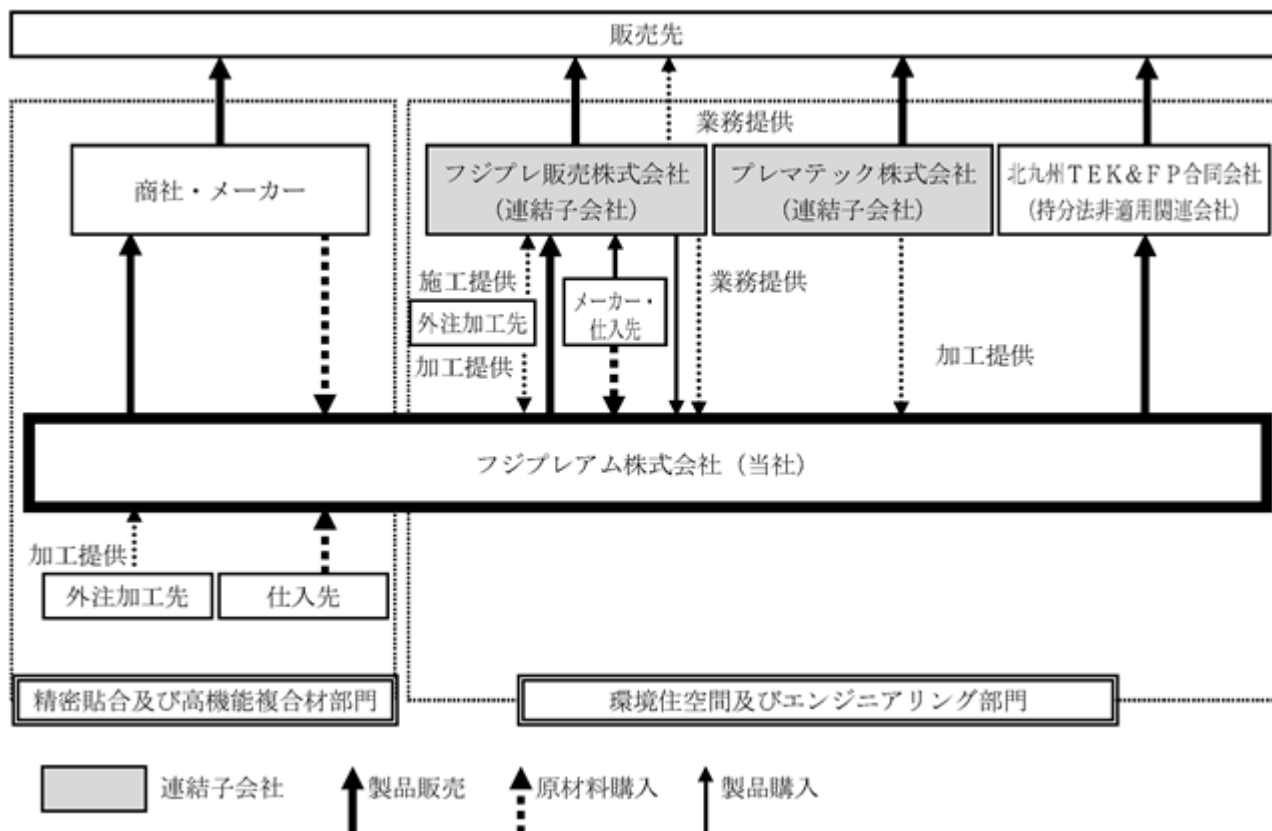 販売先
業務提供
商社・メーカー
フジプレ販売株式会社
(連結子会社)
プレマテック株式会社
(連結子会社)
北九州ＴＥＫ&ＦＰ合同会社
(持分法非適用関連会社)
施工提供
外注加工先
加工提供
メーカー・
仕入先
業務提供
加工提供
フジプレアム株式会社（当社）
加工提供
外注加工先
仕入先
精密貼合及び高機能複合材部門
環境住空間及びエンジニアリング部門
連結子会社
製品販売
原材料購入
製品購入